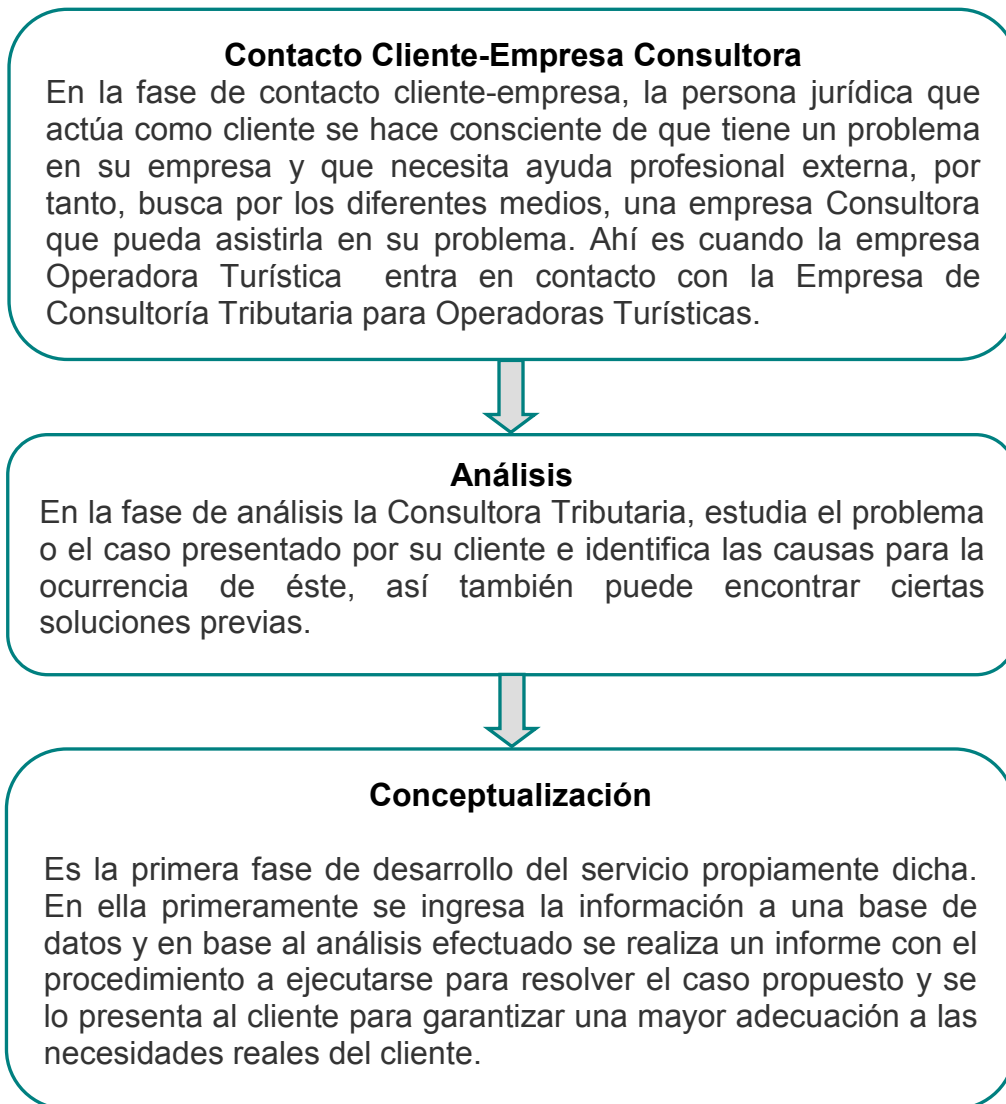 Contacto Cliente-Empresa Consultora
En la fase de contacto cliente-empresa, la persona jurídica que
actúa como cliente se hace consciente de que tiene un problema
en su empresa y que necesita ayuda profesional externa, por
tanto, busca por los diferentes medios, una empresa Consultora
que pueda asistirla en su problema. Ahí es cuando la empresa
Operadora Turística entra en contacto con la Empresa de
Consultoría Tributaria para Operadoras Turísticas.
Análisis
En la fase de análisis la Consultora Tributaria, estudia el problema
o el caso presentado por su cliente e identifica las causas para la
ocurrencia de éste, así también puede encontrar ciertas
soluciones previas.
Conceptualización
Es la primera fase de desarrollo del servicio propiamente dicha.
En ella primeramente se ingresa la información a una base de
datos y en base al análisis efectuado se realiza un informe con el
procedimiento a ejecutarse para resolver el caso propuesto y se
lo presenta al cliente para garantizar una mayor adecuación a las
necesidades reales del cliente.